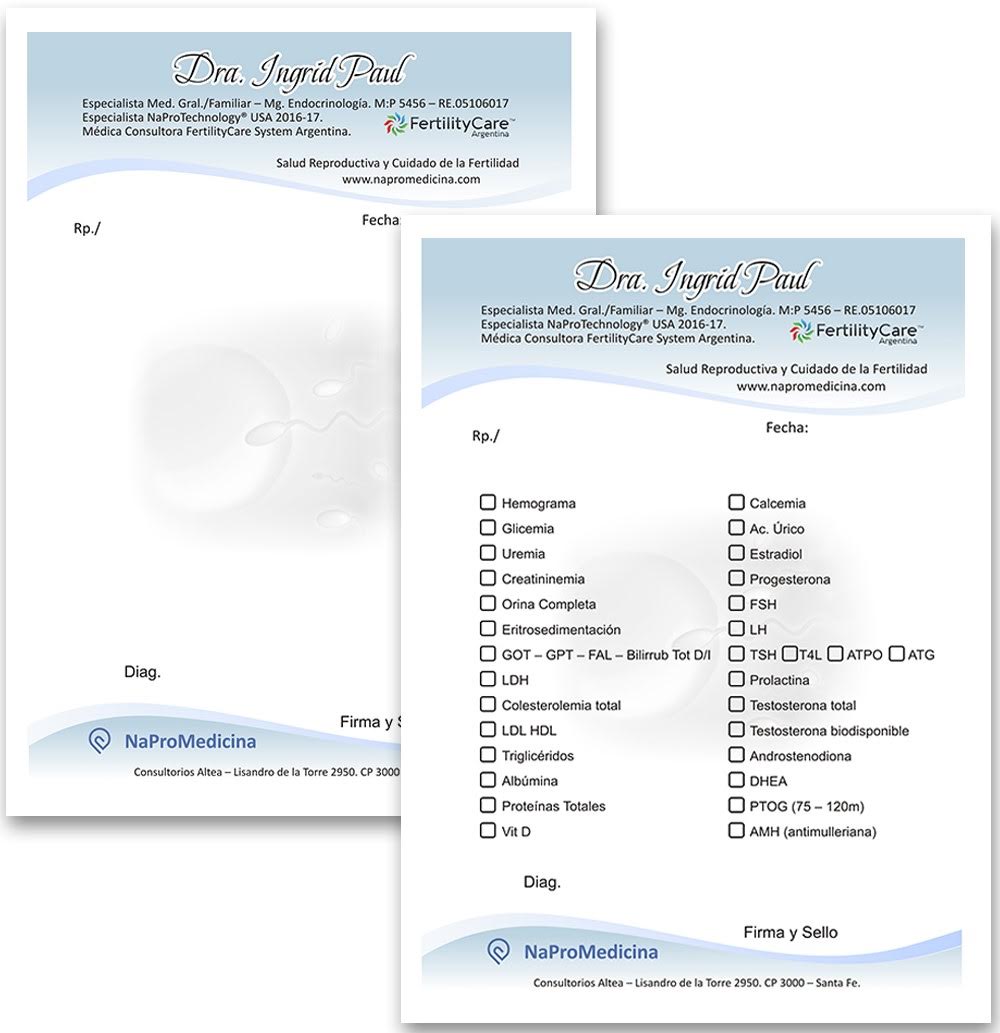 Dra. Ingrid Paul
Especialista Med. Gral./Familiar – Mg. Endocrinología. M:P 5456 – RE.05106017
Especialista NaProTechnology® USA 2016-17.
Médica Consultora FertilityCare System Argentina.
FertilityCare™
Argentina
Salud Reproductiva y Cuidado de la Fertilidad
www.napromedicina.com
Rp./
Fecha:
Diag.
Firma y S
NaProMedicina
Consultorios Altea – Lisandro de la Torre 2950. CP 3000
Dra. Ingrid Paul
Especialista Med. Gral./Familiar – Mg. Endocrinología. M:P 5456 – RE.05106017
Especialista NaProTechnology® USA 2016-17.
Médica Consultora FertilityCare System Argentina.
FertilityCare™
Argentina
Salud Reproductiva y Cuidado de la Fertilidad
www.napromedicina.com
Rp./
Fecha:
Hemograma
Glicemia
Uremia
Creatininemia
Orina Completa
Eritrosedimentación
GOT – GPT – FAL – Bilirrub Tot D/I
LDH
Colesterolemia total
LDL HDL
Triglicéridos
Albúmina
Proteínas Totales
Vit D
Calcemia
Ac. Úrico
Estradiol
Progesterona
FSH
LH
TSH T4L ATPO ATG
Prolactina
Testosterona total
Testosterona biodisponible
Androstenodiona
DHEA
PTOG (75 – 120m)
AMH (antimulleriana)
Diag.
Firma y Sello
NaProMedicina
Consultorios Altea – Lisandro de la Torre 2950. CP 3000 – Santa Fe.